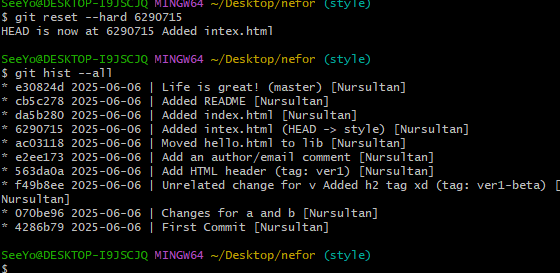 SeeYo@DESKTOP-I9JSCJQ MINGW64 ~/Desktop/nefor (style)
$ git reset --hard 6290715
HEAD is now at 6290715 Added intex.html

SeeYo@DESKTOP-I9JSCJQ MINGW64 ~/Desktop/nefor (style)
$ git hist --all
* e30824d 2025-06-06 | Life is great! (master) [Nursultan]
* cb5c278 2025-06-06 | Added README [Nursultan]
* da5b280 2025-06-06 | Added index.html [Nursultan]
* 6290715 2025-06-06 | Added intex.html (HEAD -> style) [Nursultan]
* ac03118 2025-06-06 | Moved hello.html to lib [Nursultan]
* e2ee173 2025-06-06 | Add an author/email comment [Nursultan]
* 563da0a 2025-06-06 | Add HTML header (tag: ver1) [Nursultan]
* f49b8ee 2025-06-06 | Unrelated change for v Added h2 tag xd (tag: ver1-beta) [
Nursultan]
* 070be96 2025-06-06 | Changes for a and b [Nursultan]
* 4286b79 2025-06-06 | First Commit [Nursultan]

SeeYo@DESKTOP-I9JSCJQ MINGW64 ~/Desktop/nefor (style)
$